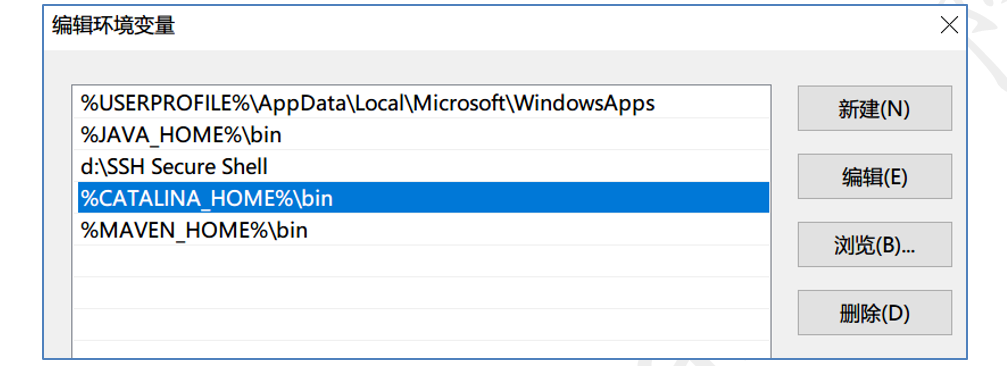 编辑环境变量
%USERPROFILE%\AppData\Local\Microsoft\WindowsApps
%JAVA_HOME%\bin
d:\SSH Secure Shell
%CATALINA_HOME%\bin
%MAVEN_HOME%\bin
新建(N)
编辑(E)
浏览(B)...
删除(D)